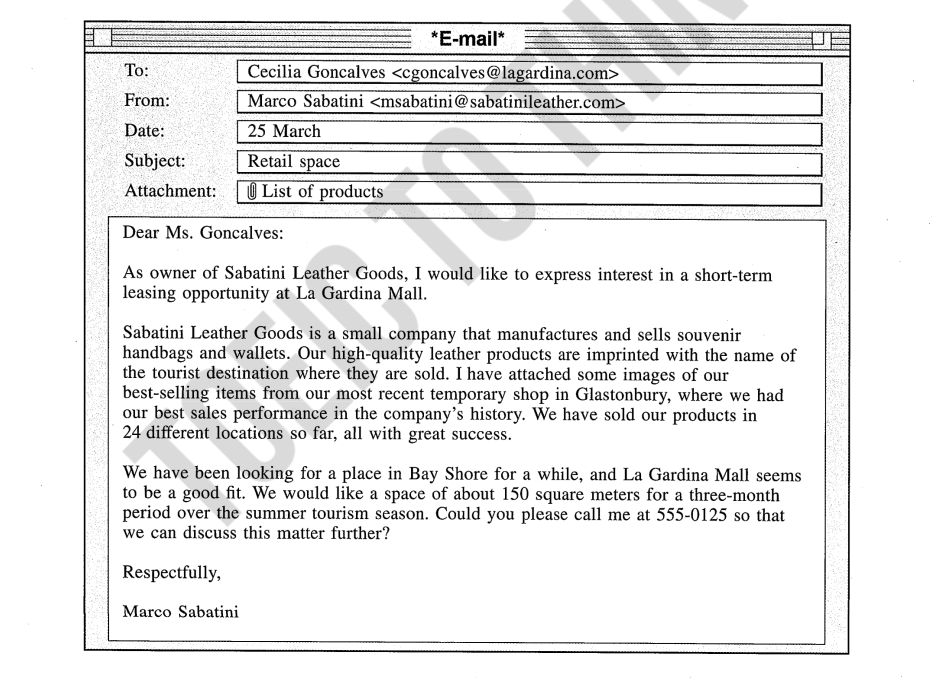 *E-mail*
To: Cecilia Goncalves <cgoncalves@lagardina.com>
From: Marco Sabatini <msabatini@sabatinileather.com>
Date: 25 March
Subject: Retail space
Attachment: List of products
Dear Ms. Goncalves:
As owner of Sabatini Leather Goods, I would like to express interest in a short-term
leasing opportunity at La Gardina Mall.
Sabatini Leather Goods is a small company that manufactures and sells souvenir
handbags and wallets. Our high-quality leather products are imprinted with the name of
the tourist destination where they are sold. I have attached some images of our
best-selling items from our most recent temporary shop in Glastonbury, where we had
our best sales performance in the company's history. We have sold our products in
24 different locations so far, all with great success.
We have been looking for a place in Bay Shore for a while, and La Gardina Mall seems
to be a good fit. We would like a space of about 150 square meters for a three-month
period over the summer tourism season. Could you please call me at 555-0125 so that
we can discuss this matter further?
Respectfully,
Marco Sabatini
TOEIC TO